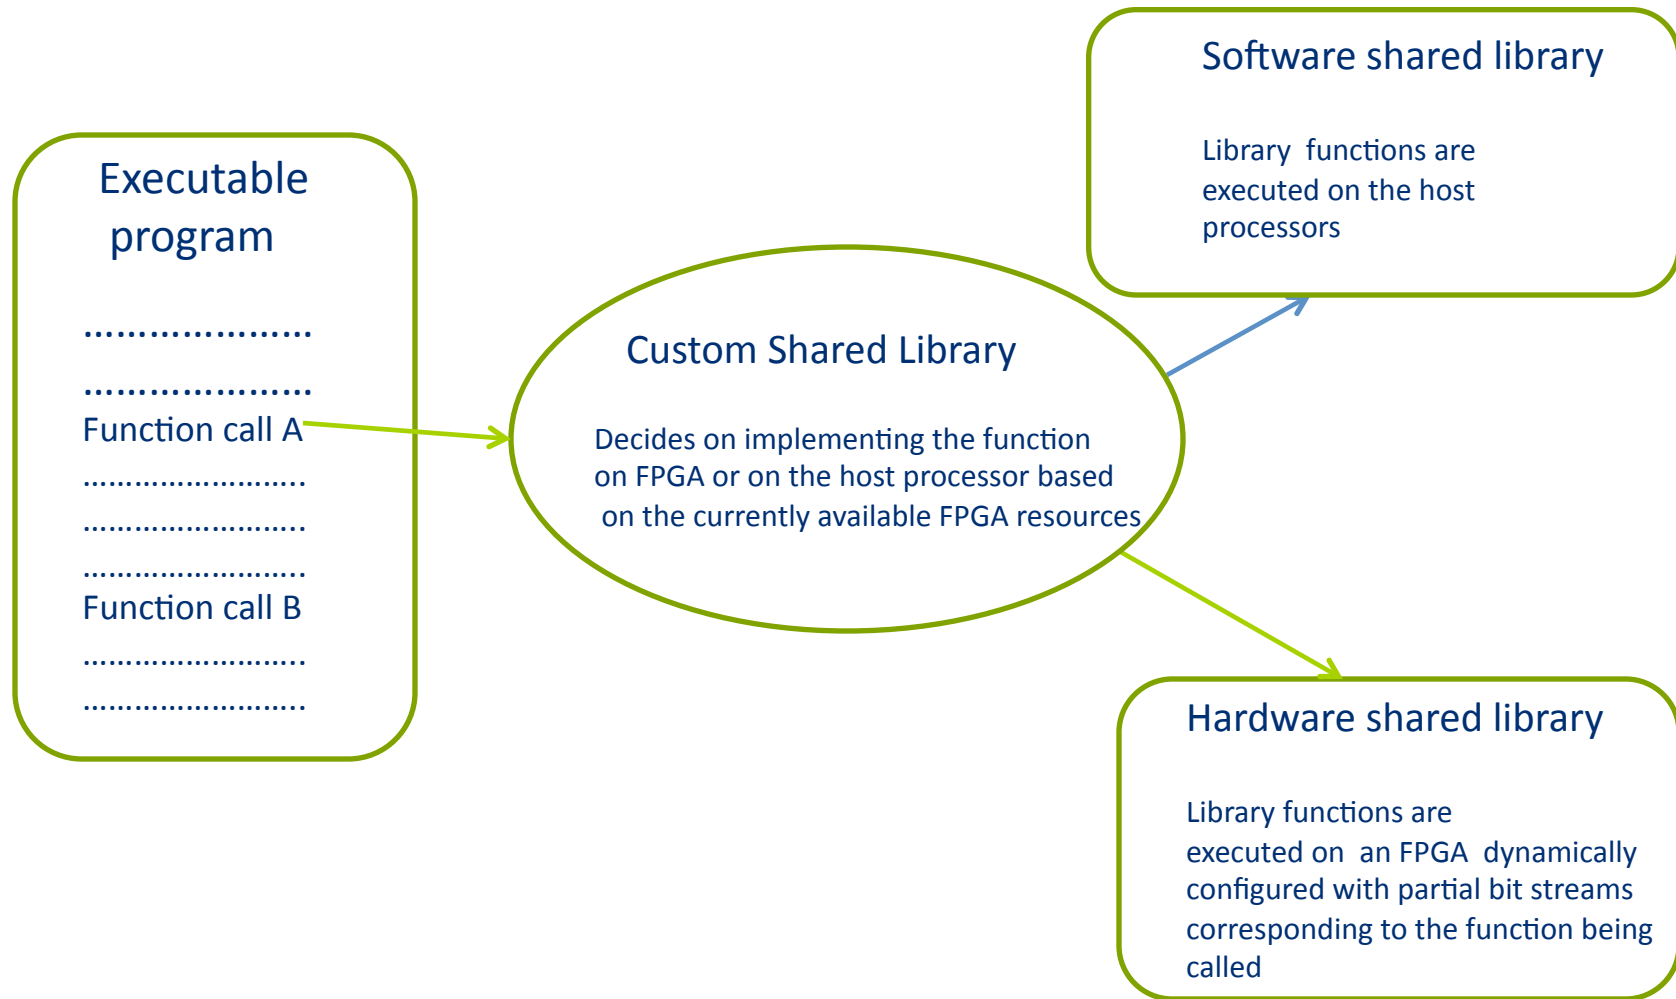 Executable
program
.....................
.....................
Function call A
..........................
..........................
..........................
Function call B
..........................
..........................
Custom Shared Library
Decides on implementing the function
on FPGA or on the host processor based
on the currently available FPGA resources
Software shared library
Library functions are
executed on the host
processors
Hardware shared library
Library functions are
executed on an FPGA dynamically
configured with partial bit streams
corresponding to the function being
called